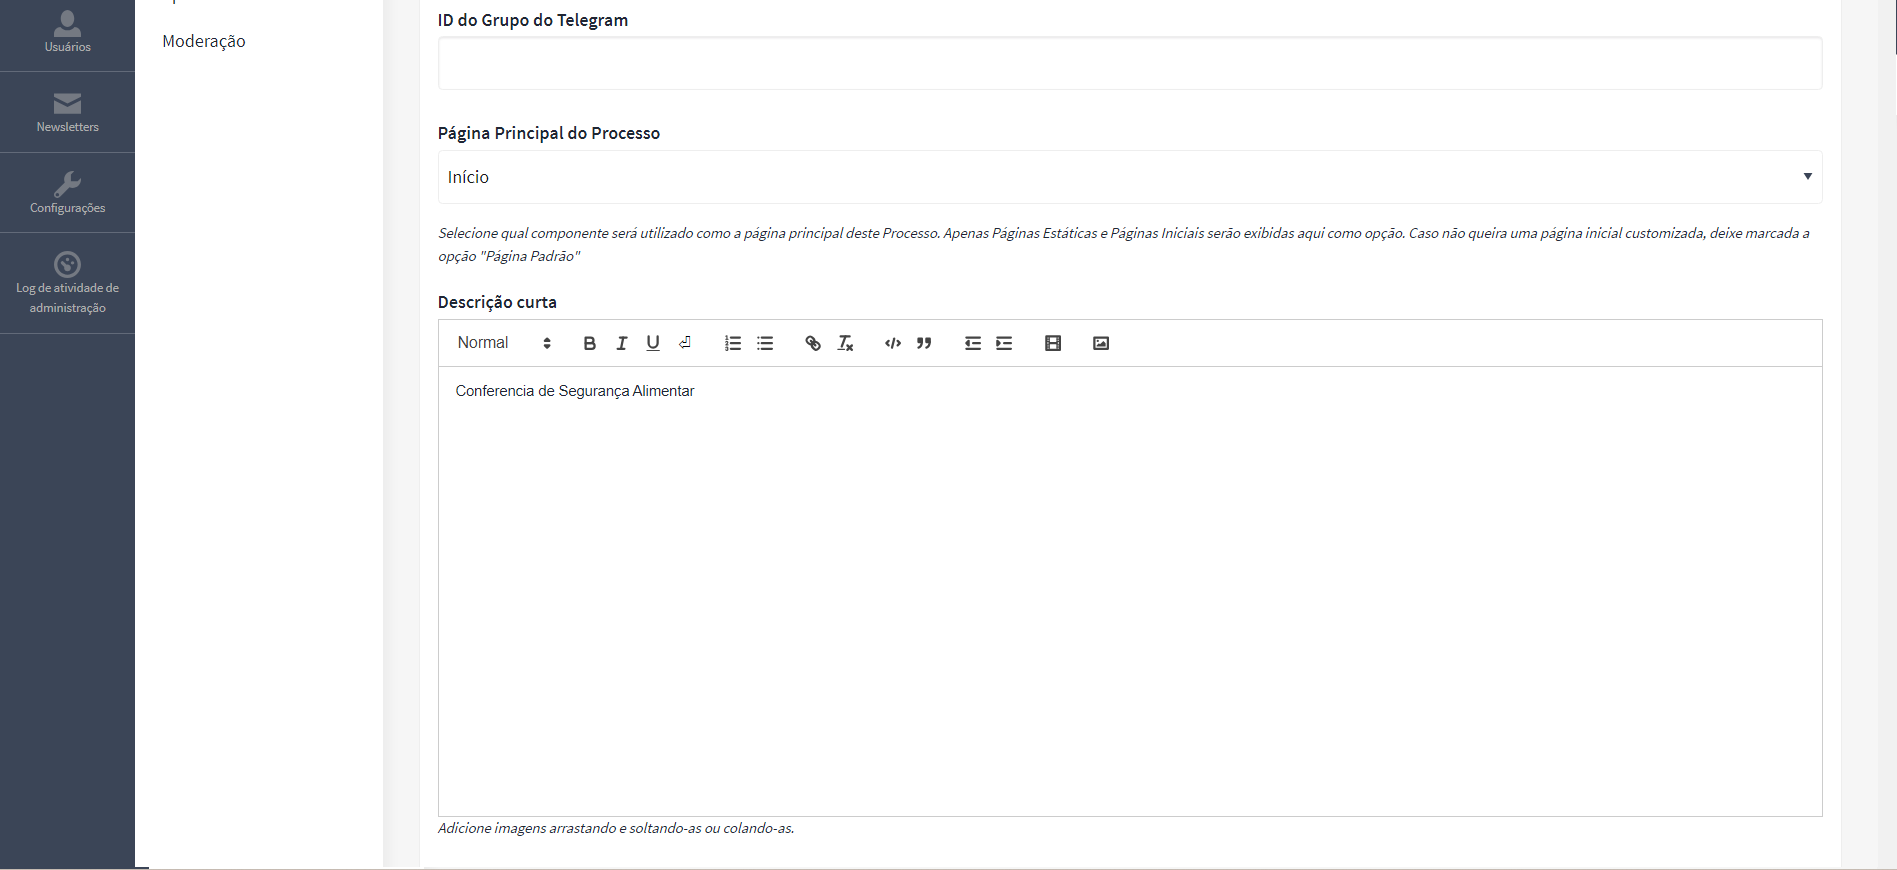 Usuários
Newsletters
Configurações
Log de atividade de
administração
Moderação
ID do Grupo do Telegram
Página Principal do Processo
Início
Selecione qual componente será utilizado como a página principal deste Processo. Apenas Páginas Estáticas e Páginas Iniciais serão exibidas aqui como opção. Caso não queira uma página inicial customizada, deixe marcada a
opção "Página Padrão"
Descrição curta
Normal
Conferencia de Segurança Alimentar
Adicione imagens arrastando e soltando-as ou colando-as.